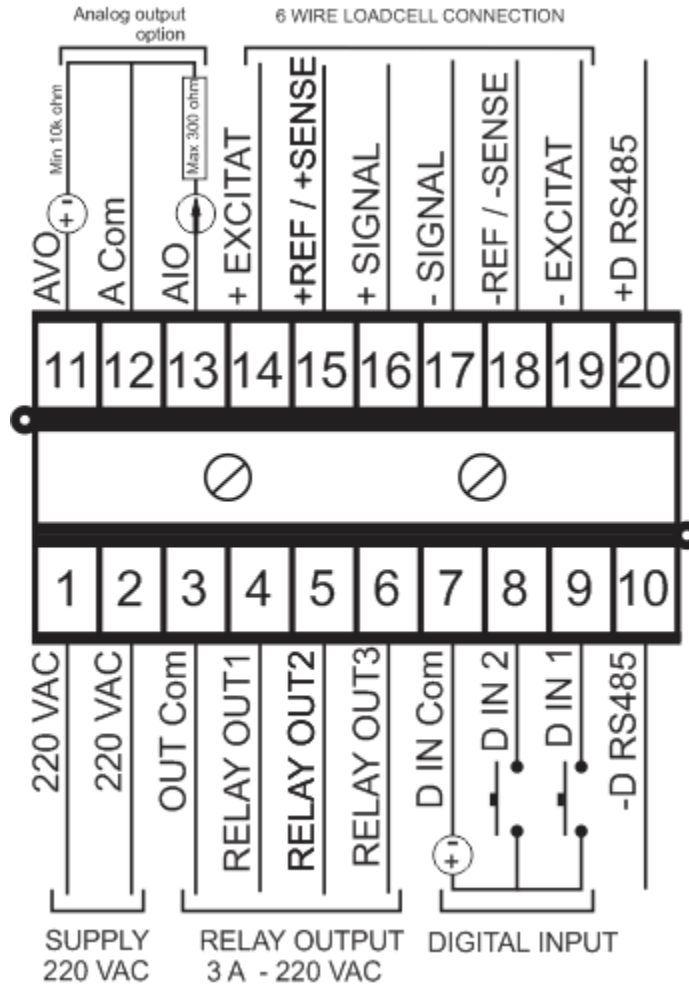 Analog output
option
6 WIRE LOADCELL CONNECTION
Min 10k ohm
Max 300 ohm
+ -
AVO
A Com
AIO
+ EXCITAT
+REF / +SENSE
+ SIGNAL
- SIGNAL
-REF / -SENSE
- EXCITAT
+D RS485
11 12 13 14 15 16 17 18 19 20
1 2 3 4 5 6 7 8 9 10
220 VAC
220 VAC
OUT Com
RELAY OUT1
RELAY OUT2
RELAY OUT3
D IN Com
D IN 2
D IN 1
-D RS485
+ -
SUPPLY
220 VAC
RELAY OUTPUT
3 A - 220 VAC
DIGITAL INPUT